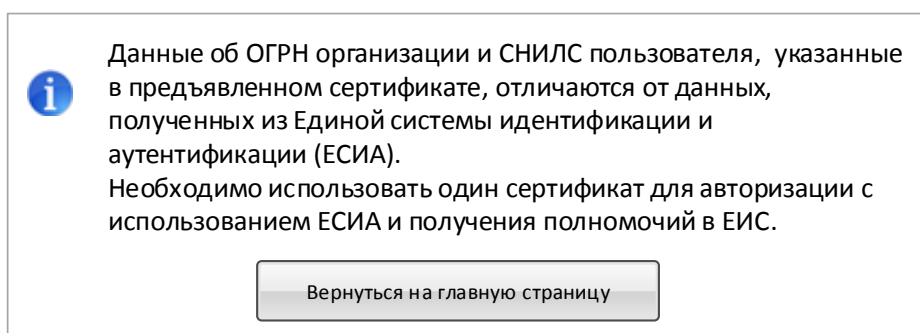 Данные об ОГРН организации и СНИЛС пользователя, указанные
в предъявленном сертификате, отличаются от данных,
полученных из Единой системы идентификации и
аутентификации (ЕСИА).
Необходимо использовать один сертификат для авторизации с
использованием ЕСИА и получения полномочий в ЕИС.
Вернуться на главную страницу